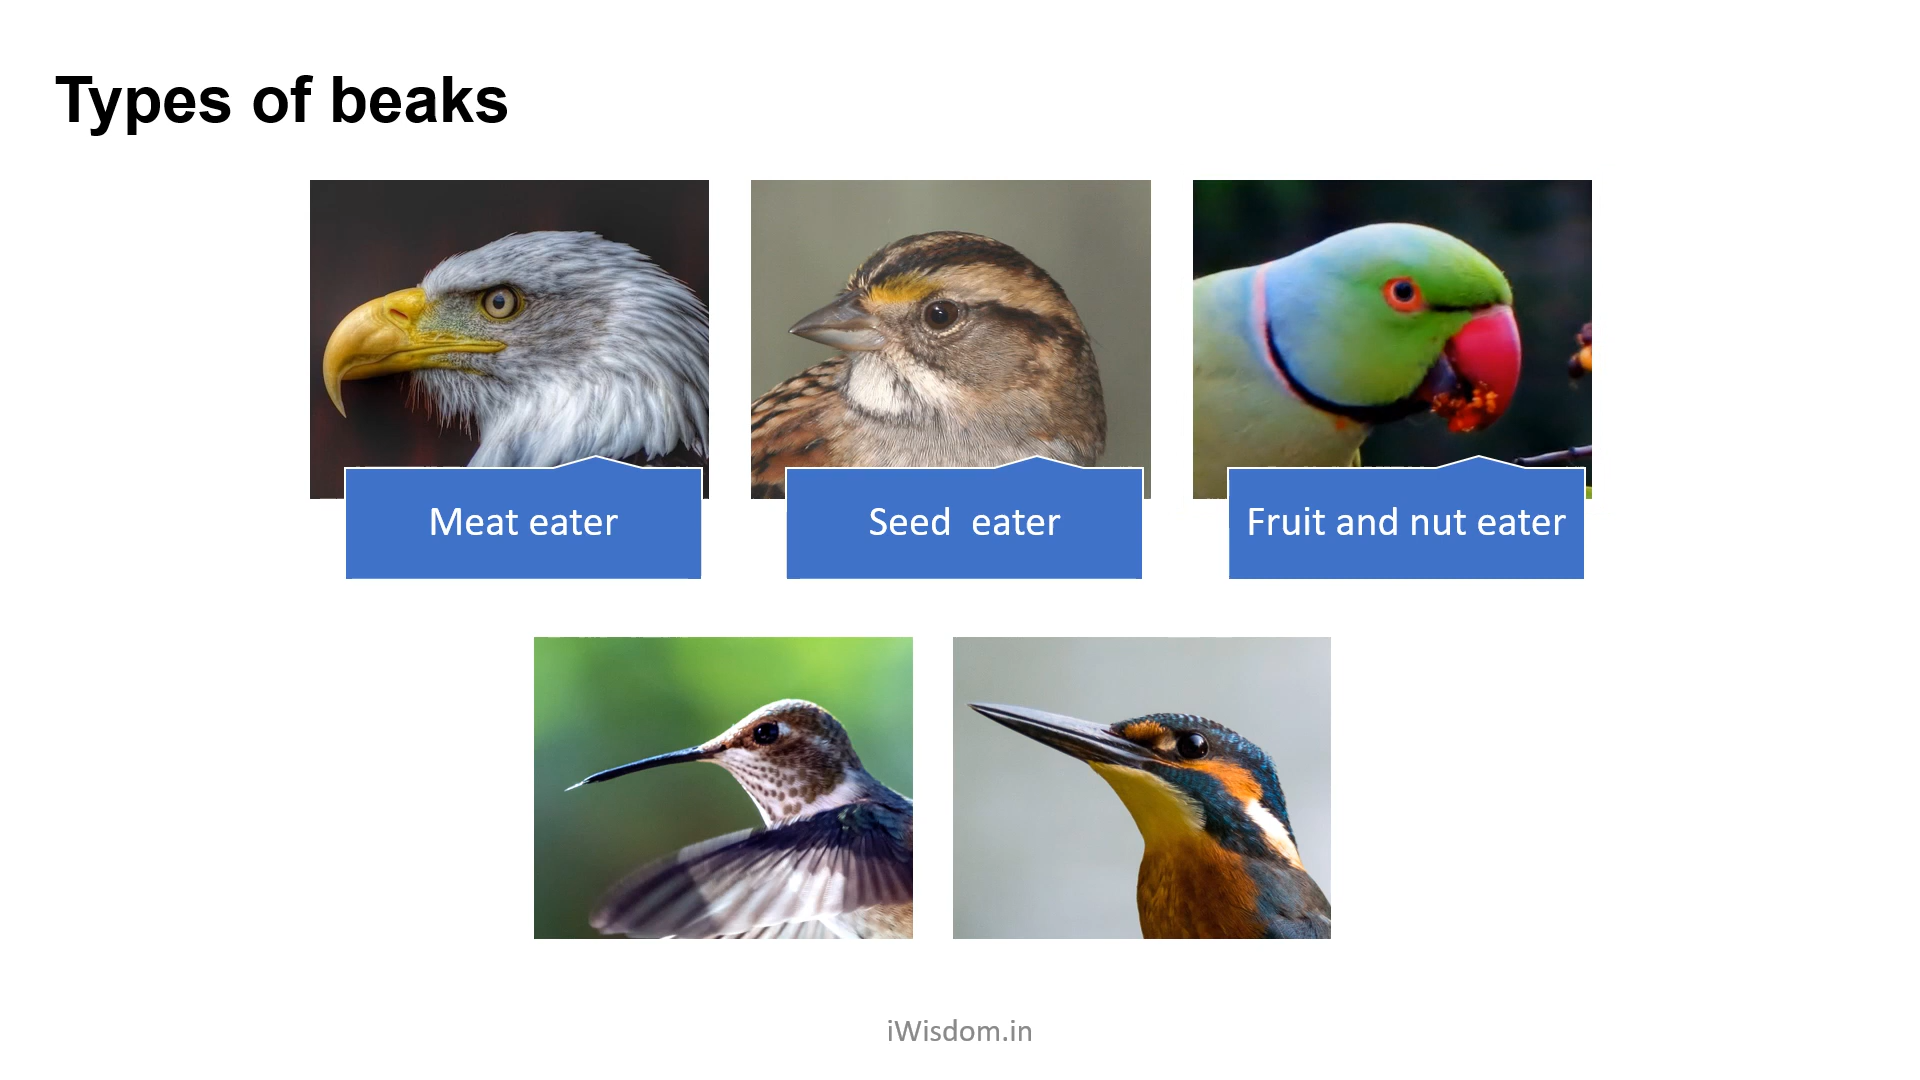 Types of beaks
Meat eater
Seed  eater
Fruit and nut eater
iWisdom.in